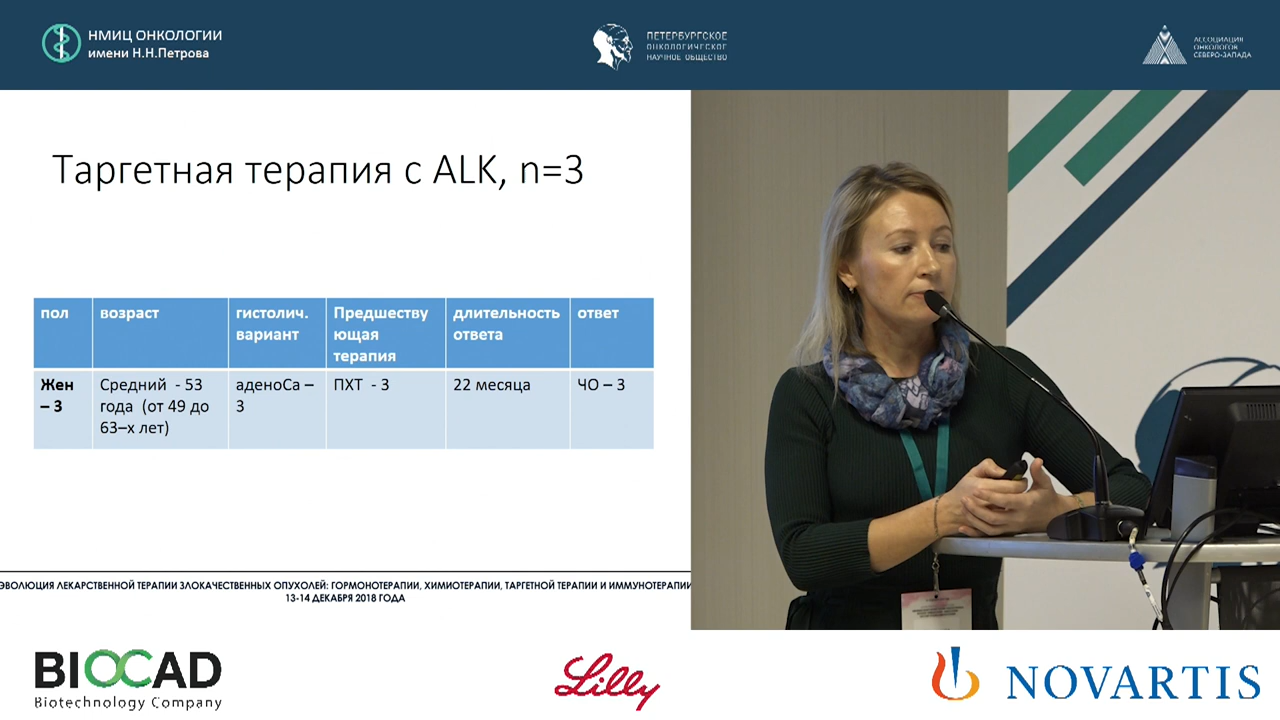 НМИЦ ОНКОЛОГИИ
имени Н.Н.Петрова
ПЕТЕРБУРГСКОЕ
ОНКОЛОГИЧЕСКОЕ
НАУЧНОЕ ОБЩЕСТВО
АССОЦИАЦИЯ
ОНКОЛОГОВ
СЕВЕРО-ЗАПАДА
Таргетная терапия с ALK, n=3
пол
возраст
гистолич.
вариант
Предшеству
ющая
терапия
длительность
ответа
ответ
Жен
– 3
Средний - 53
года (от 49 до
63–х лет)
аденоСа –
3
ПХТ - 3
22 месяца
ЧО – 3
ЭВОЛЮЦИЯ ЛЕКАРСТВЕННОЙ ТЕРАПИИ ЗЛОКАЧЕСТВЕННЫХ ОПУХОЛЕЙ: ГОРМОНОТЕРАПИИ, ХИМИОТЕРАПИИ, ТАРГЕТНОЙ ТЕРАПИИ И ИММУНОТЕРАПИИ
13-14 ДЕКАБРЯ 2018 ГОДА
BIOCAD
Biotechnology Company
Lilly
NOVARTIS